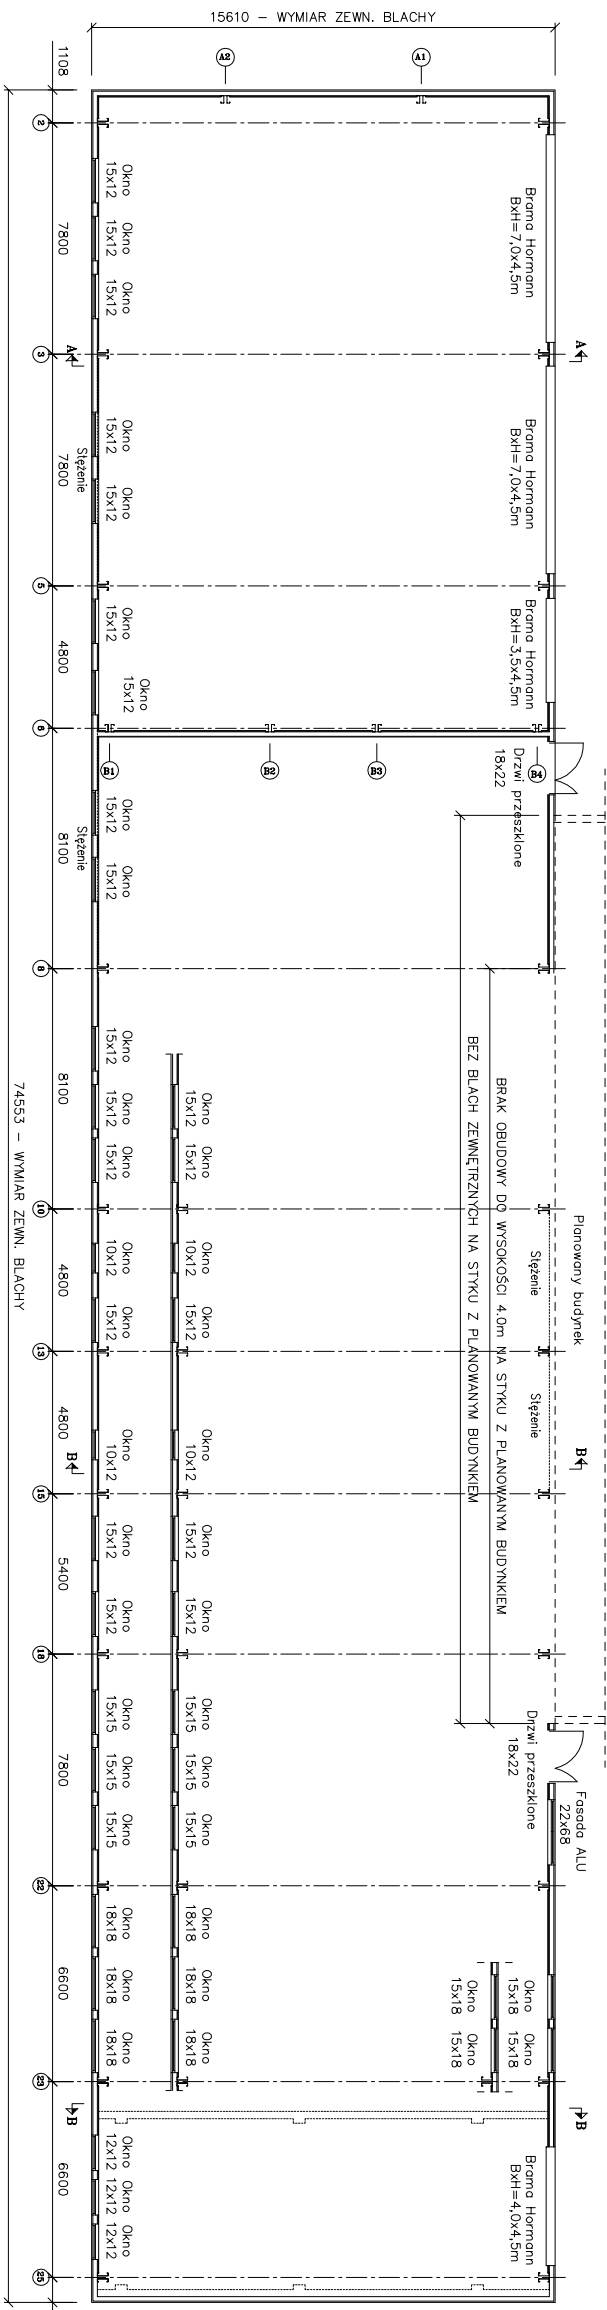 15610 – WYMIAR ZEWN. BLACHY
A2
A1
1108
2
Okno
15x12
Okno
15x12
Okno
15x12
Brama Hormann
BxH=7,0x4,5m
7800
A
3
A
Okno
15x12
Okno
15x12
Brama Hormann
BxH=7,0x4,5m
Stężenie
7800
5
Okno
15x12
Okno
15x12
Brama Hormann
BxH=3,5x4,5m
4800
6
B1
B2
B3
B4
Drzwi przeszklone
18x22
Okno
15x12
Okno
15x12
Stężenie
8100
8
BEZ BLACH ZEWNĘTRZNYCH NA STYKU Z PLANOWANYM BUDYNKIEM
BRAK OBUDOWY DO WYSOKOŚCI 4.0m NA STYKU Z PLANOWANYM BUDYNKIEM
Planowany budynek
Okno
15x12
Okno
15x12
Okno
15x12
Okno
15x12
Okno
15x12
8100
74553 – WYMIAR ZEWN. BLACHY
10
Okno
10x12
Okno
15x12
Okno
10x12
Okno
15x12
Stężenie
4800
13
Okno
10x12
Okno
10x12
Stężenie
4800
B
B
15
Okno
15x12
Okno
15x12
Okno
15x12
Okno
15x12
5400
18
Okno
15x15
Okno
15x15
Okno
15x15
Okno
15x15
Okno
15x15
Okno
15x15
Drzwi przeszklone
18x22
Fasada ALU
22x68
7800
22
Okno
18x18
Okno
18x18
Okno
18x18
Okno
18x18
Okno
18x18
Okno
18x18
Okno
15x18
Okno
15x18
Okno
15x18
Okno
15x18
6600
23
B
B
Okno
12x12
Okno
12x12
Okno
12x12
Brama Hormann
BxH=4,0x4,5m
6600
25